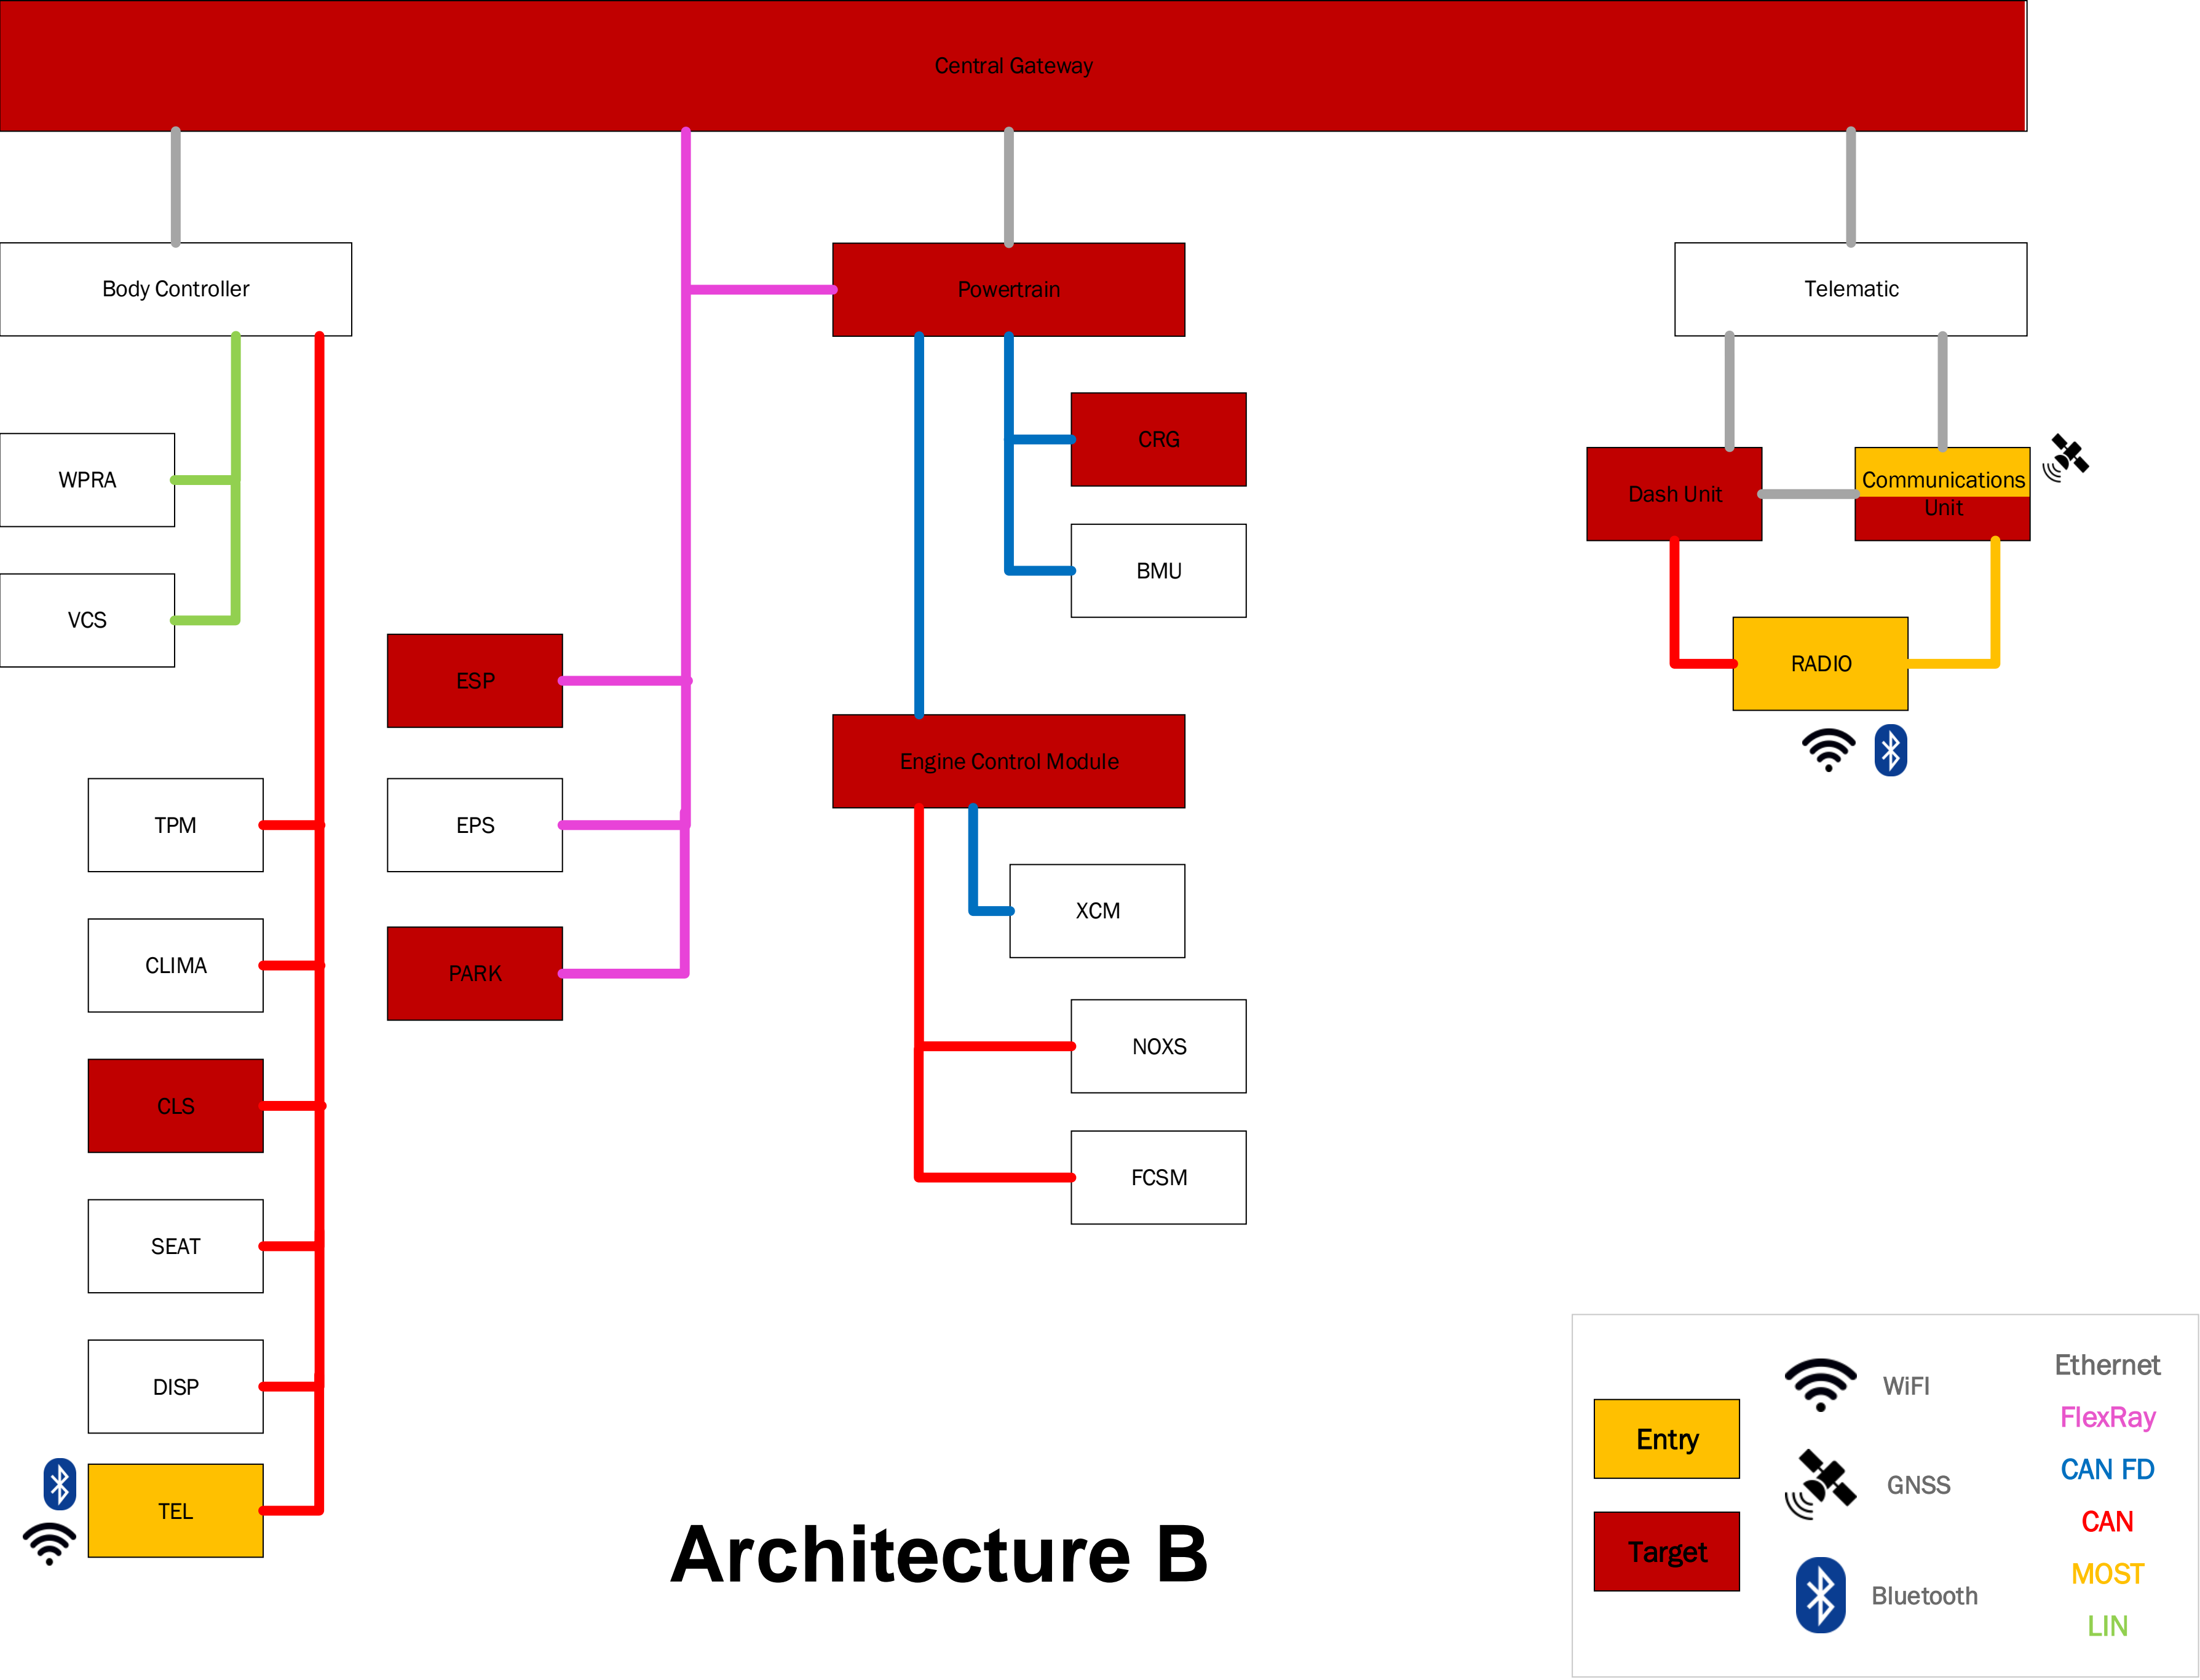 Central Gateway
Body Controller
Powertrain
Telematic
WPRA
VCS
CRG
BMU
Dash Unit
Communications
Unit
RADIO
ESP
EPS
PARK
Engine Control Module
XCM
NOXS
FCSM
TPM
CLIMA
CLS
SEAT
DISP
TEL
Architecture B
Entry
Target
WiFI
GNSS
Bluetooth
Ethernet
FlexRay
CAN FD
CAN
MOST
LIN